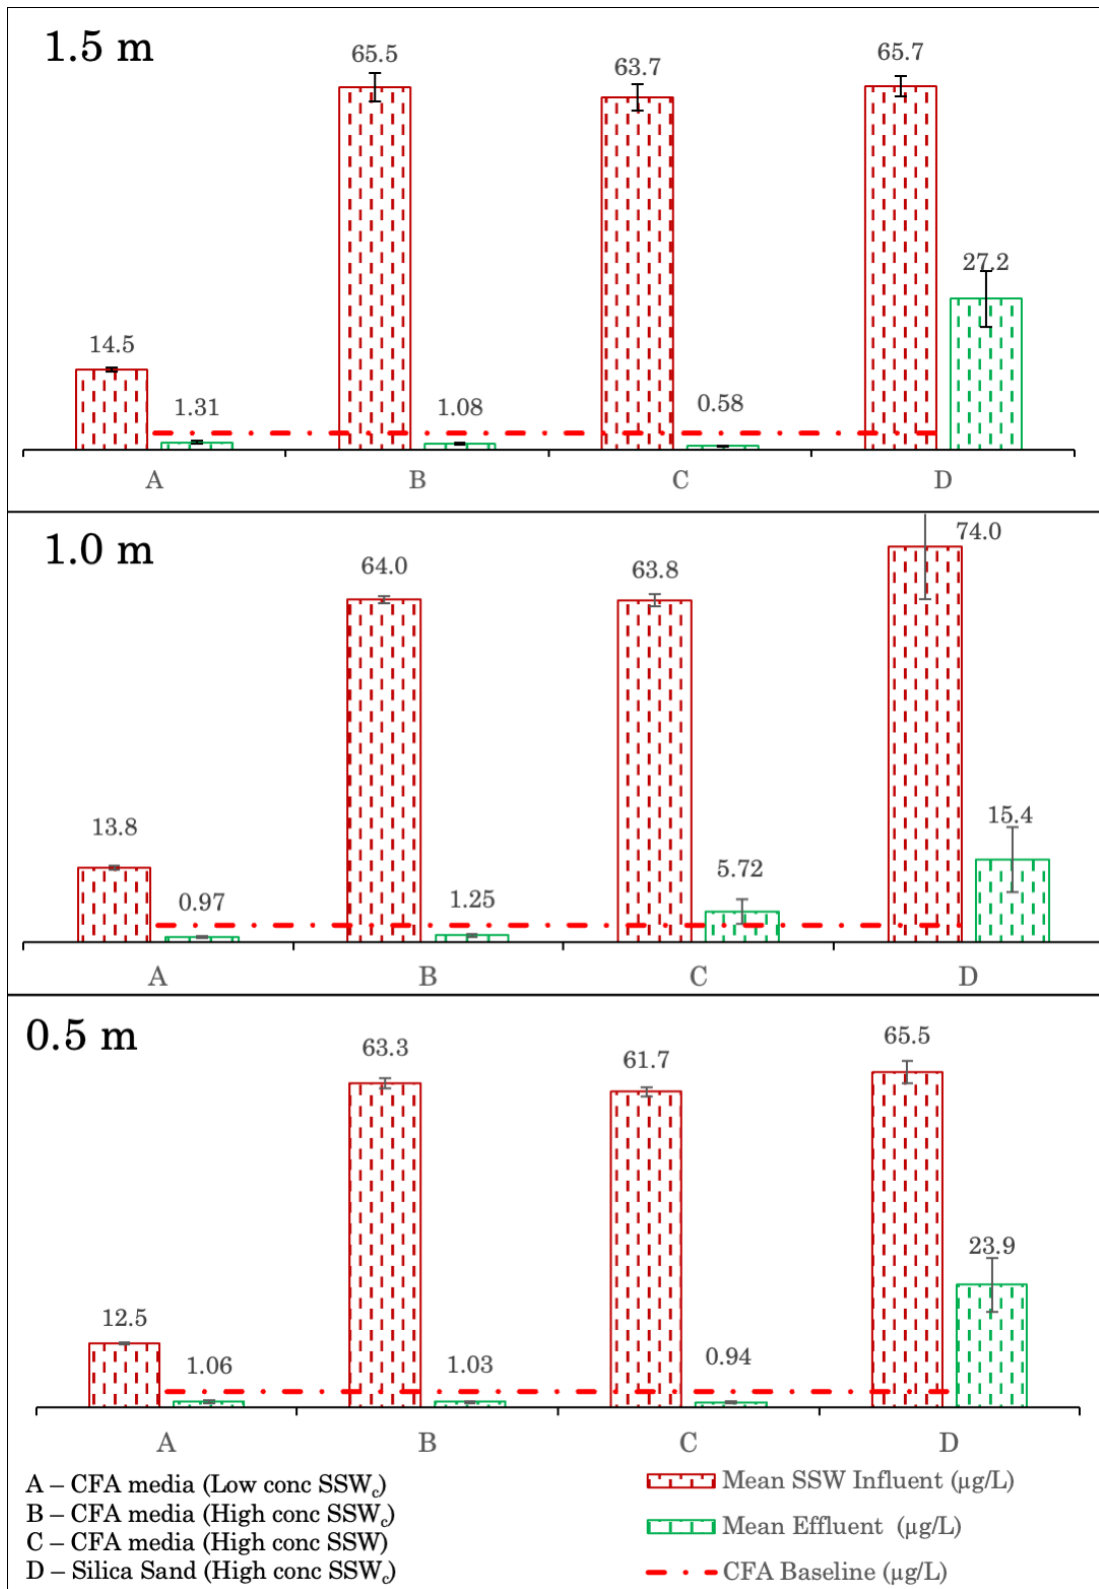 1.5 m
65.5
63.7
65.7
27.2
14.5
1.31
1.08
0.58
A
B
C
D
1.0 m
74.0
64.0
63.8
13.8
0.97
1.25
5.72
15.4
A
B
C
D
0.5 m
63.3
61.7
65.5
23.9
12.5
1.06
1.03
0.94
A
B
C
D
A – CFA media (Low conc SSWc)
B – CFA media (High conc SSWc)
C – CFA media (High conc SSW)
D – Silica Sand (High conc SSWc)
Mean SSW Influent (µg/L)
Mean Effluent (µg/L)
CFA Baseline (µg/L)